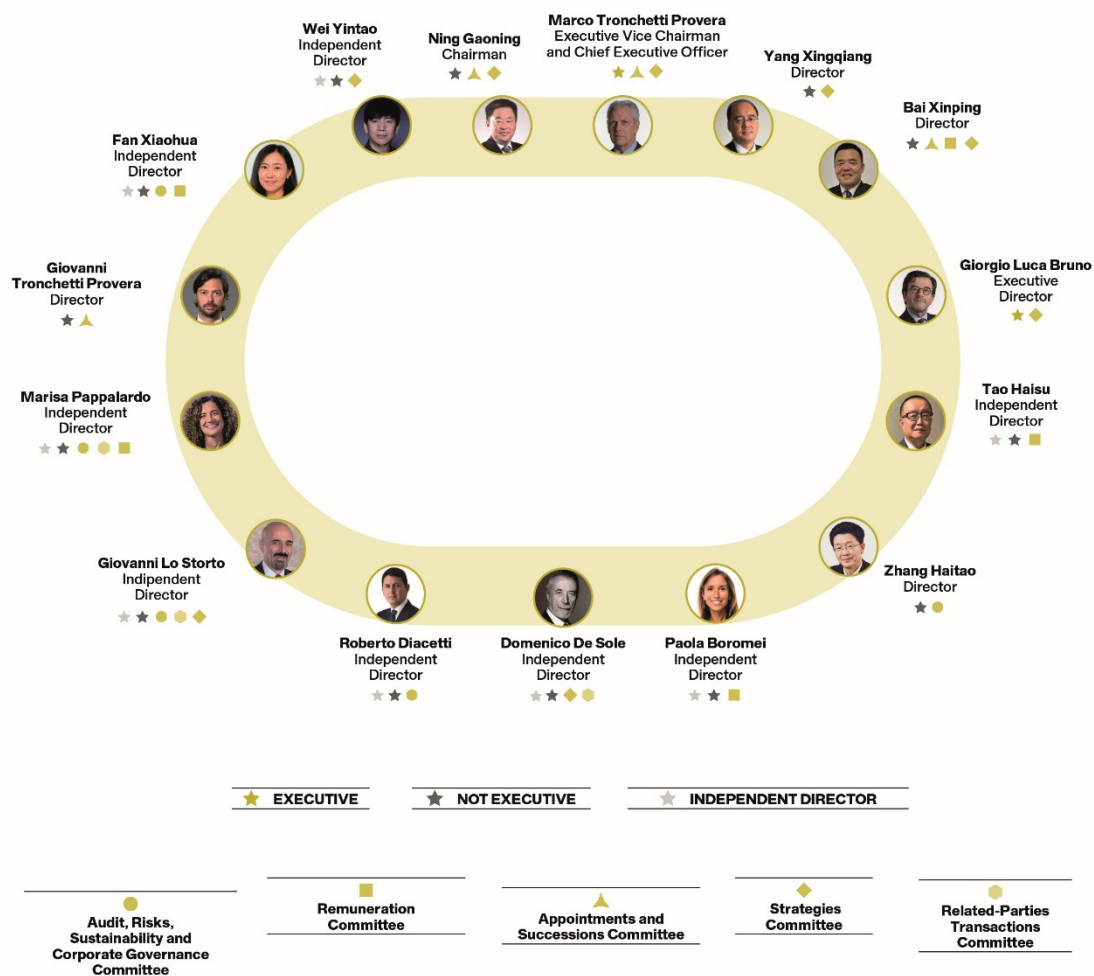 Wei Yintao
Independent
Director
Ning Gaoning
Chairman
Marco Tronchetti Provera
Executive Vice Chairman
and Chief Executive Officer
Yang Xingqiang
Director
Bai Xinping
Director
Fan Xiaohua
Independent
Director
Giovanni
Tronchetti Provera
Director
Giorgio Luca Bruno
Executive
Director
Marisa Pappalardo
Independent
Director
Tao Haisu
Independent
Director
Giovanni Lo Storto
Indipendent
Director
Zhang Haitao
Director
Roberto Diacetti
Independent
Director
Domenico De Sole
Independent
Director
Paola Boromei
Independent
Director
EXECUTIVE
NOT EXECUTIVE
INDEPENDENT DIRECTOR
Audit, Risks,
Sustainability and
Corporate Governance
Committee
Remuneration
Committee
Appointments and
Successions Committee
Strategies
Committee
Related-Parties
Transactions
Committee